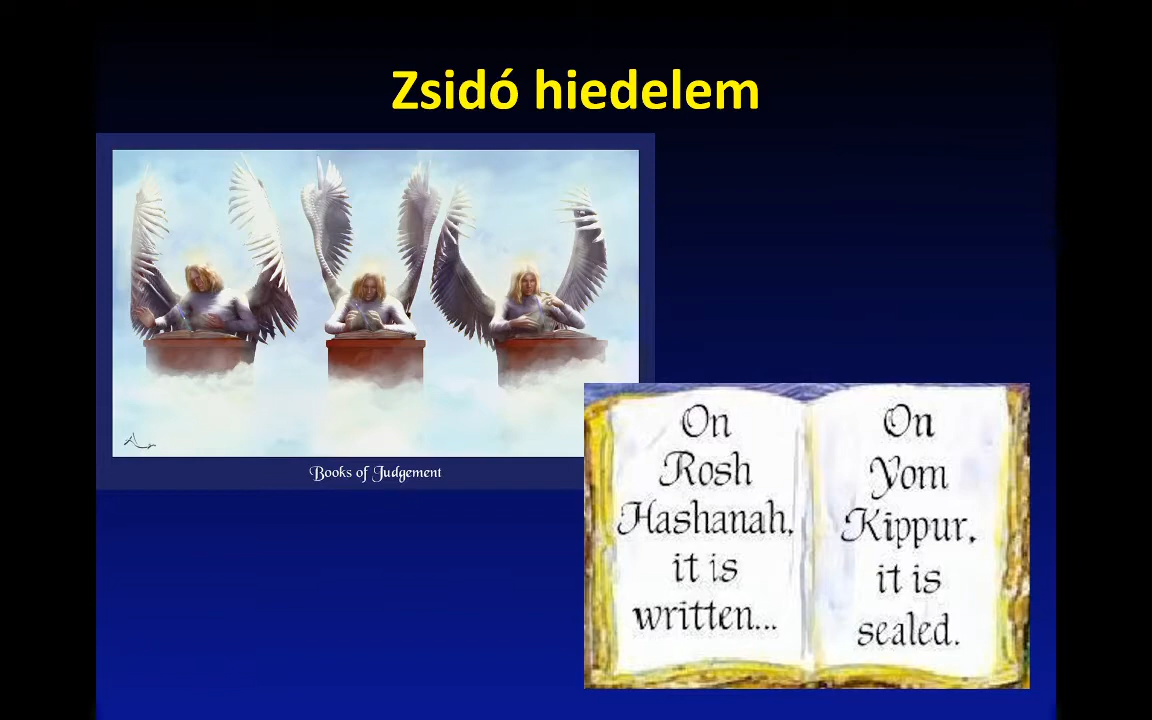 Zsidó hiedelem
Books of Judgement
On
Rosh
Hashanah,
it is
written...
On
Yom
Kippur,
it is
sealed.